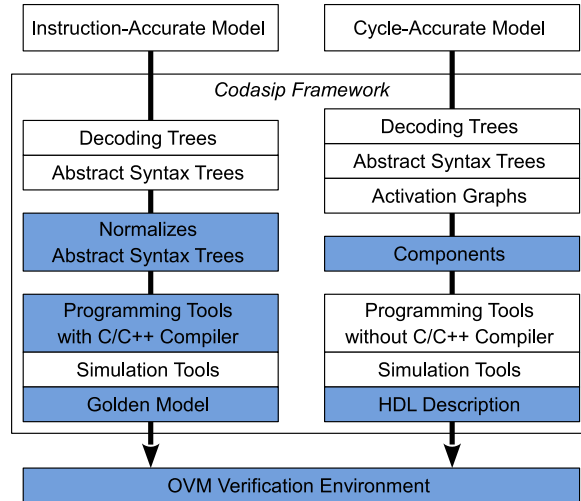 Instruction-Accurate Model
Cycle-Accurate Model
Codasip Framework
Decoding Trees
Abstract Syntax Trees
Decoding Trees
Abstract Syntax Trees
Activation Graphs
Normalizes
Abstract Syntax Trees
Components
Programming Tools
with C/C++ Compiler
Simulation Tools
Golden Model
Programming Tools
without C/C++ Compiler
Simulation Tools
HDL Description
OVM Verification Environment